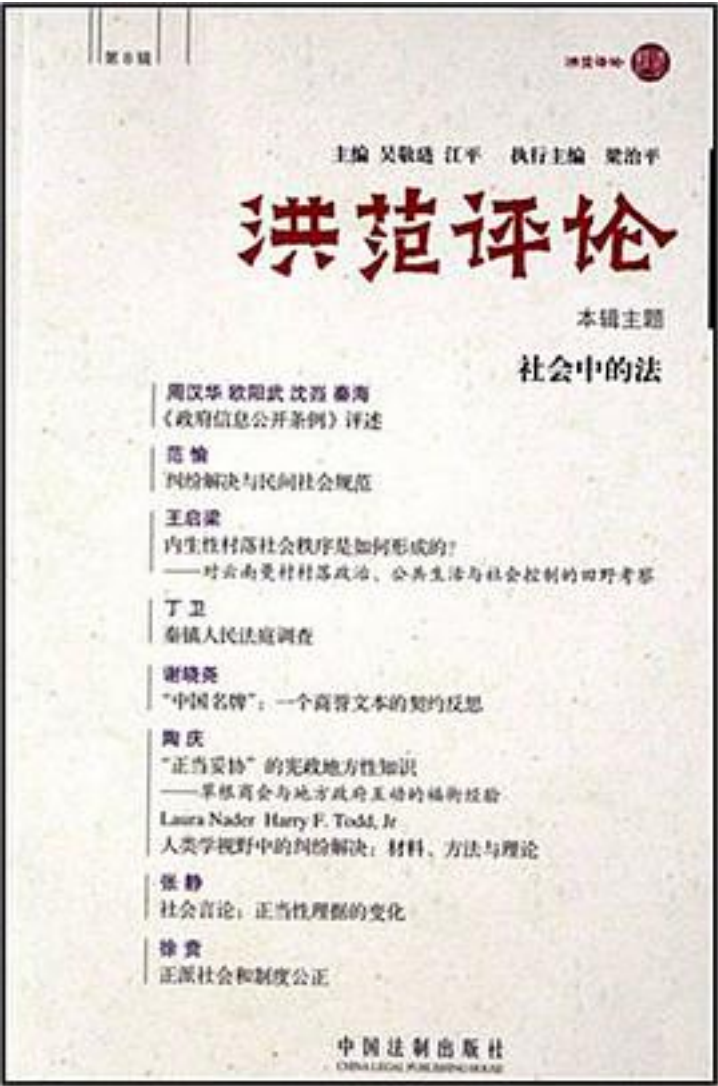 第8辑
洪范评论
主编 吴敬琏 江平 执行主编 梁治平
洪范评论
本辑主题
社会中的法
周汉华 欧阳武 沈岿 秦海
《政府信息公开条例》评述
范愉
纠纷解决与民间社会规范
王启梁
内生性村落社会秩序是如何形成的?
——对云南曼村村落政治、公共生活与社会控制的田野考察
丁卫
秦镇人民法庭调查
谢晓尧
“中国名牌”:一个商誉文本的契约反思
陶庆
“正当妥协”的宪政地方性知识
——草根商会与地方政府互动的福街经验
Laura Nader Harry F. Todd, Jr
人类学视野中的纠纷解决:材料、方法与理论
张静
社会言论:正当性理据的变化
徐贲
正派社会和制度公正
中国法制出版社
CHINA LEGAL PUBLISHING HOUSE